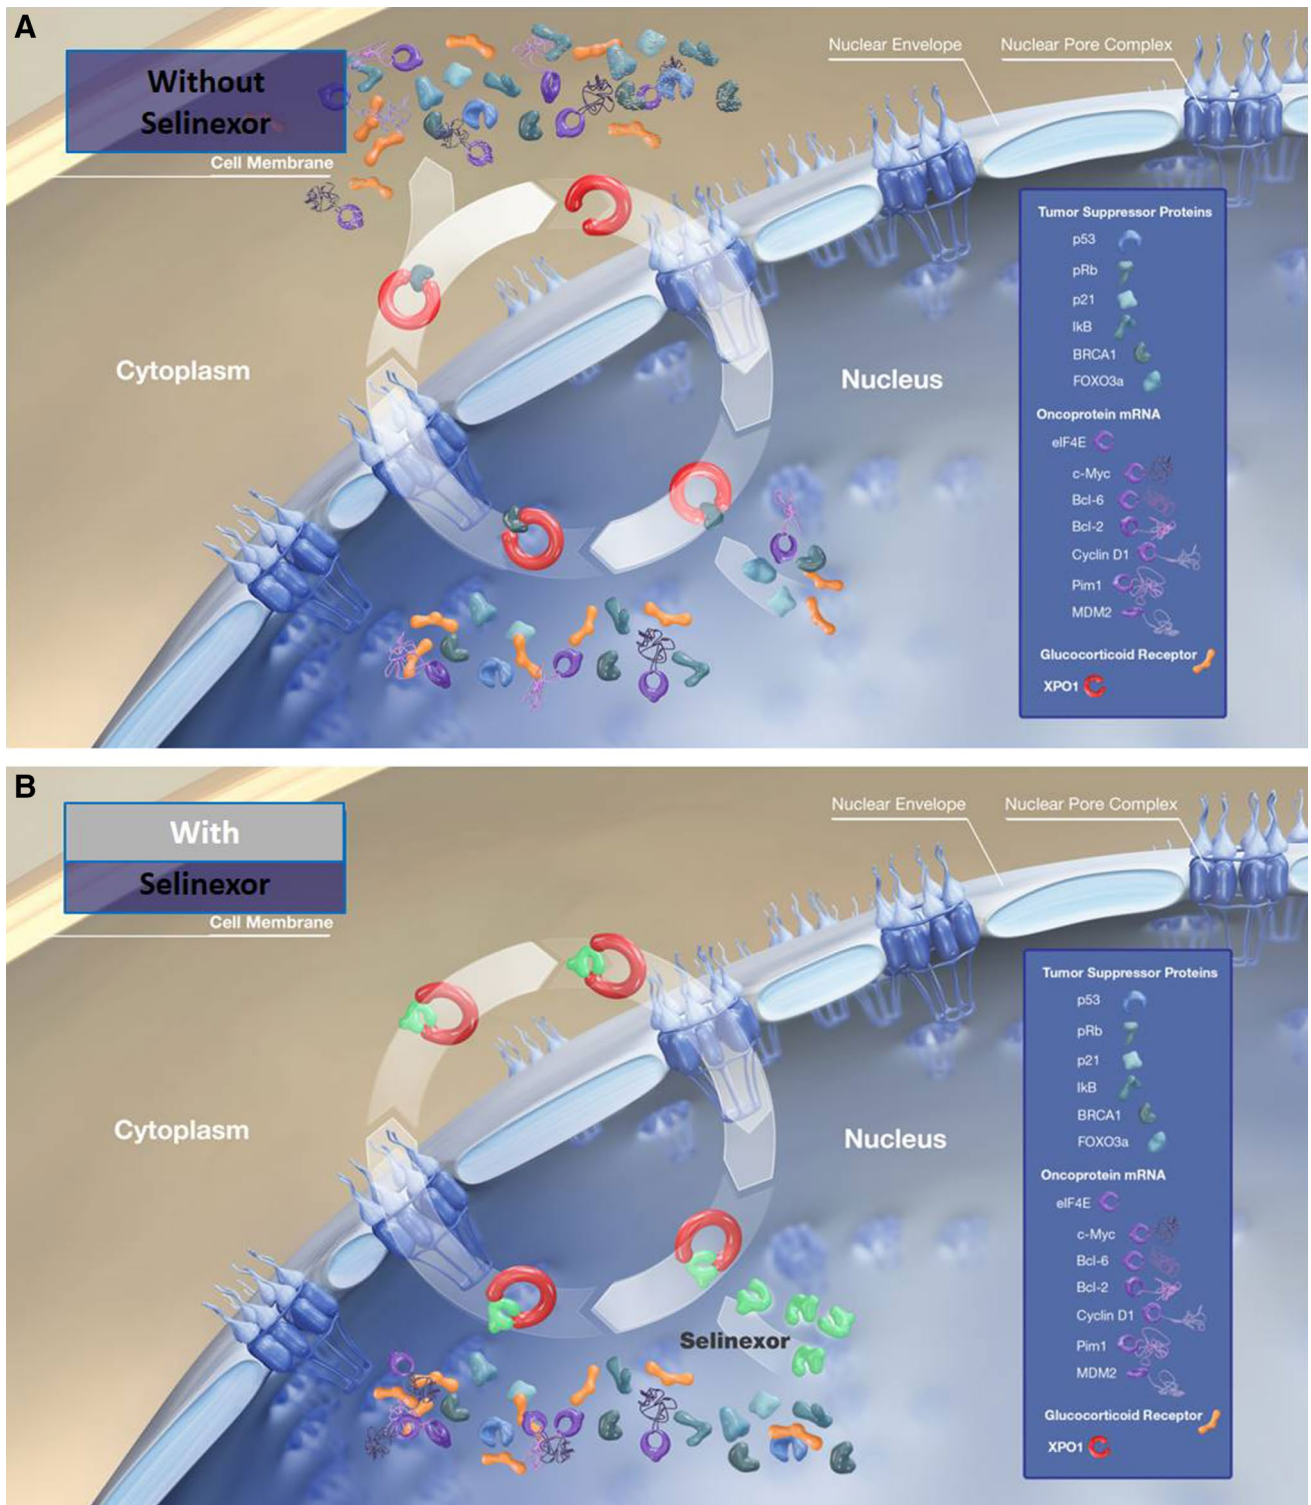 A
Without
Selinexor
Cell Membrane
Nuclear Envelope
Nuclear Pore Complex
Cytoplasm
Nucleus
Tumor Suppressor Proteins
p53
pRb
p21
IkB
BRCA1
FOXO3a
Oncoprotein mRNA
eIF4E
c-Myc
Bcl-6
Bcl-2
Cyclin D1
Pim1
MDM2
Glucocorticoid Receptor
XPO1
B
With
Selinexor
Cell Membrane
Nuclear Envelope
Nuclear Pore Complex
Cytoplasm
Nucleus
Selinexor
Tumor Suppressor Proteins
p53
pRb
p21
IkB
BRCA1
FOXO3a
Oncoprotein mRNA
eIF4E
c-Myc
Bcl-6
Bcl-2
Cyclin D1
Pim1
MDM2
Glucocorticoid Receptor
XPO1